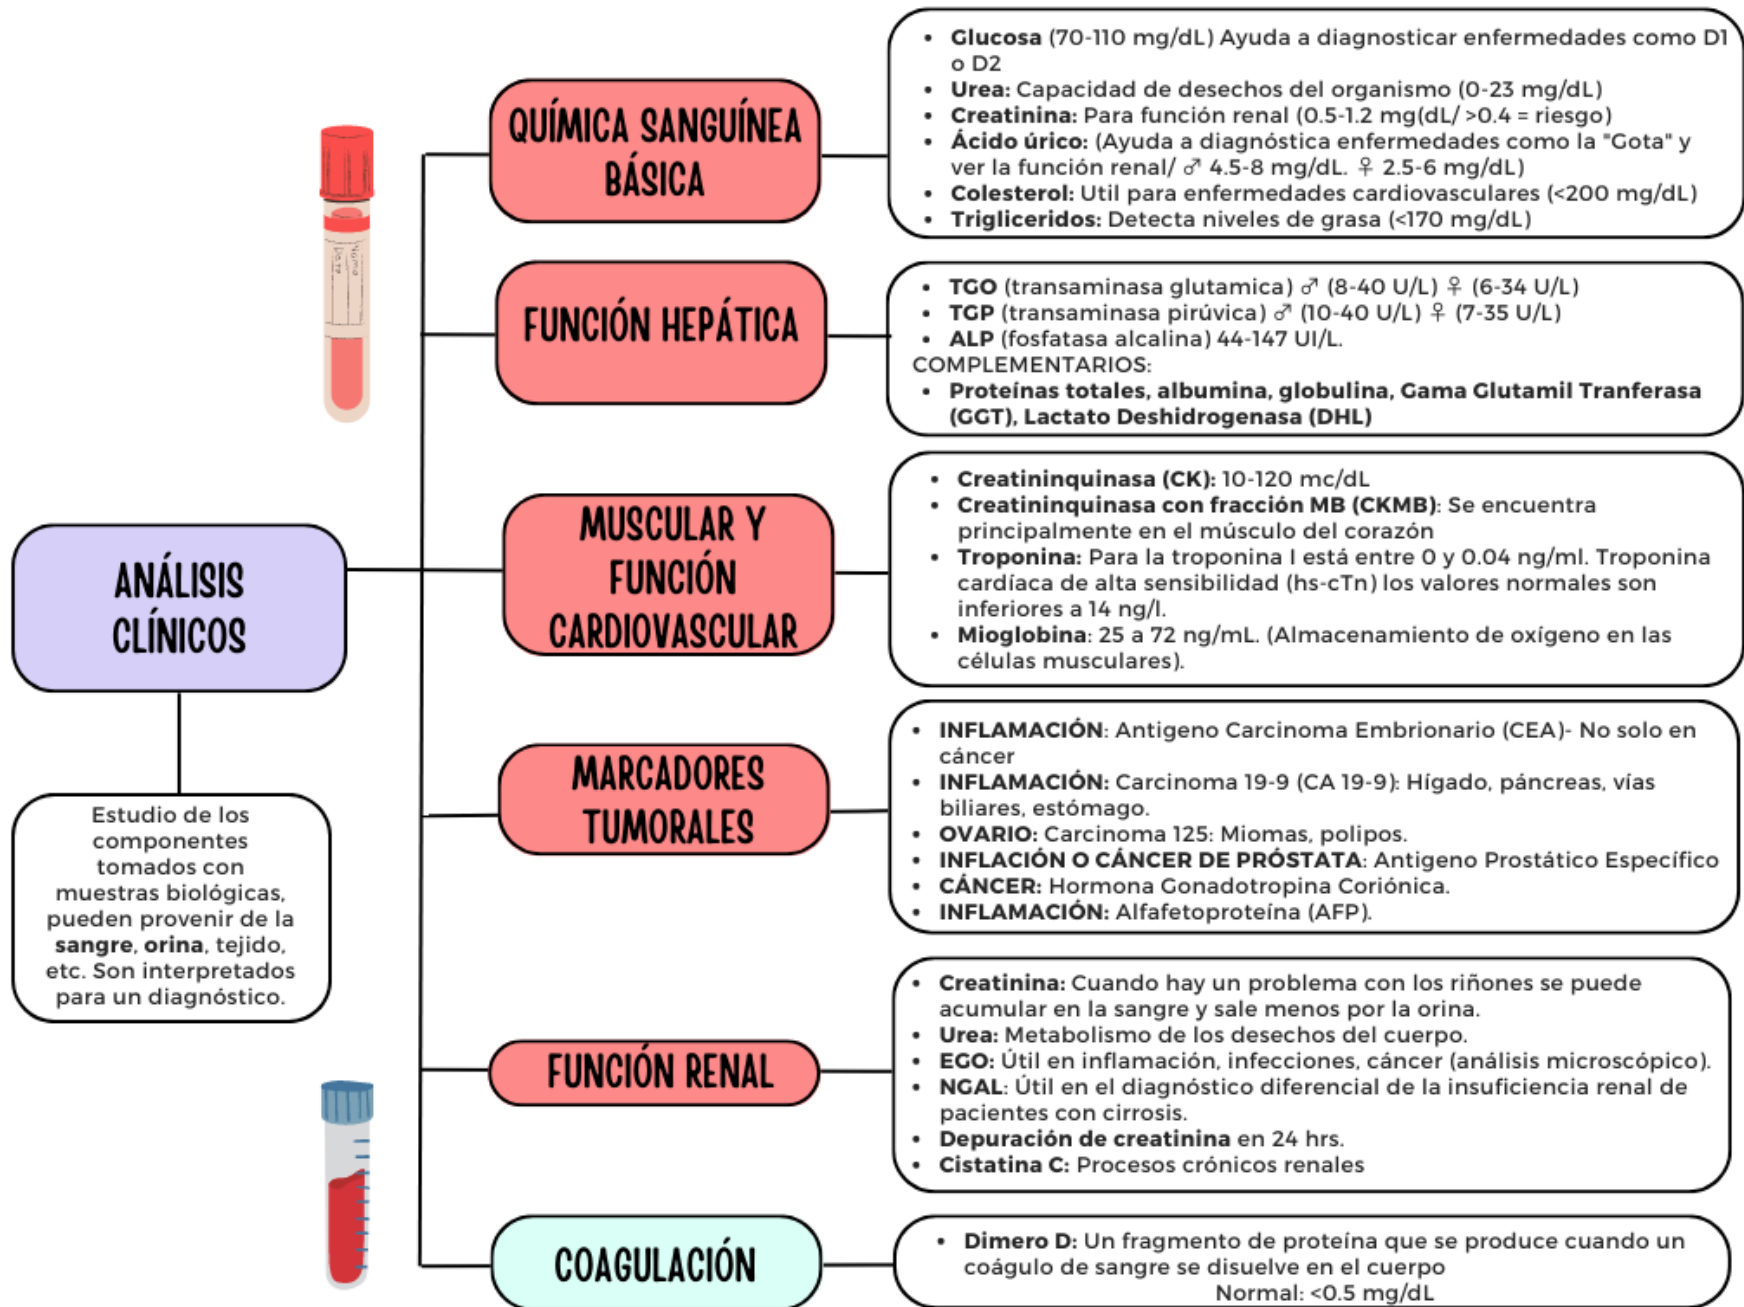 ANÁLISIS
CLÍNICOS
Estudio de los
componentes
tomados con
muestras biológicas,
pueden provenir de la
sangre, orina, tejido,
etc. Son interpretados
para un diagnóstico.
QUÍMICA SANGUÍNEA
BÁSICA
• Glucosa (70-110 mg/dL) Ayuda a diagnosticar enfermedades como D1
o D2
• Urea: Capacidad de desechos del organismo (0-23 mg/dL)
• Creatinina: Para función renal (0.5-1.2 mg(dL/ >0.4 = riesgo)
• Ácido úrico: (Ayuda a diagnóstica enfermedades como la "Gota" y
ver la función renal/ ♂ 4.5-8 mg/dL. ♀ 2.5-6 mg/dL)
• Colesterol: Util para enfermedades cardiovasculares (<200 mg/dL)
• Trigliceridos: Detecta niveles de grasa (<170 mg/dL)
FUNCIÓN HEPÁTICA
• TGO (transaminasa glutamica) ♂ (8-40 U/L) ♀ (6-34 U/L)
• TGP (transaminasa pirúvica) ♂ (10-40 U/L) ♀ (7-35 U/L)
• ALP (fosfatasa alcalina) 44-147 UI/L.
COMPLEMENTARIOS:
• Proteínas totales, albumina, globulina, Gama Glutamil Tranferasa
(GGT), Lactato Deshidrogenasa (DHL)
MUSCULAR Y
FUNCIÓN
CARDIOVASCULAR
• Creatininquinasa (CK): 10-120 mc/dL
• Creatininquinasa con fracción MB (CKMB): Se encuentra
principalmente en el músculo del corazón
• Troponina: Para la troponina I está entre 0 y 0.04 ng/ml. Troponina
cardíaca de alta sensibilidad (hs-cTn) los valores normales son
inferiores a 14 ng/l.
• Mioglobina: 25 a 72 ng/mL. (Almacenamiento de oxígeno en las
células musculares).
MARCADORES
TUMORALES
• INFLAMACIÓN: Antigeno Carcinoma Embrionario (CEA)- No solo en
cáncer
• INFLAMACIÓN: Carcinoma 19-9 (CA 19-9): Hígado, páncreas, vías
biliares, estómago.
• OVARIO: Carcinoma 125: Miomas, polipos.
• INFLACIÓN O CÁNCER DE PRÓSTATA: Antigeno Prostático Específico
• CÁNCER: Hormona Gonadotropina Coriónica.
• INFLAMACIÓN: Alfafetoproteína (AFP).
FUNCIÓN RENAL
• Creatinina: Cuando hay un problema con los riñones se puede
acumular en la sangre y sale menos por la orina.
• Urea: Metabolismo de los desechos del cuerpo.
• EGO: Útil en inflamación, infecciones, cáncer (análisis microscópico).
• NGAL: Útil en el diagnóstico diferencial de la insuficiencia renal de
pacientes con cirrosis.
• Depuración de creatinina en 24 hrs.
• Cistatina C: Procesos crónicos renales
COAGULACIÓN
• Dimero D: Un fragmento de proteína que se produce cuando un
coágulo de sangre se disuelve en el cuerpo
Normal: <0.5 mg/dL